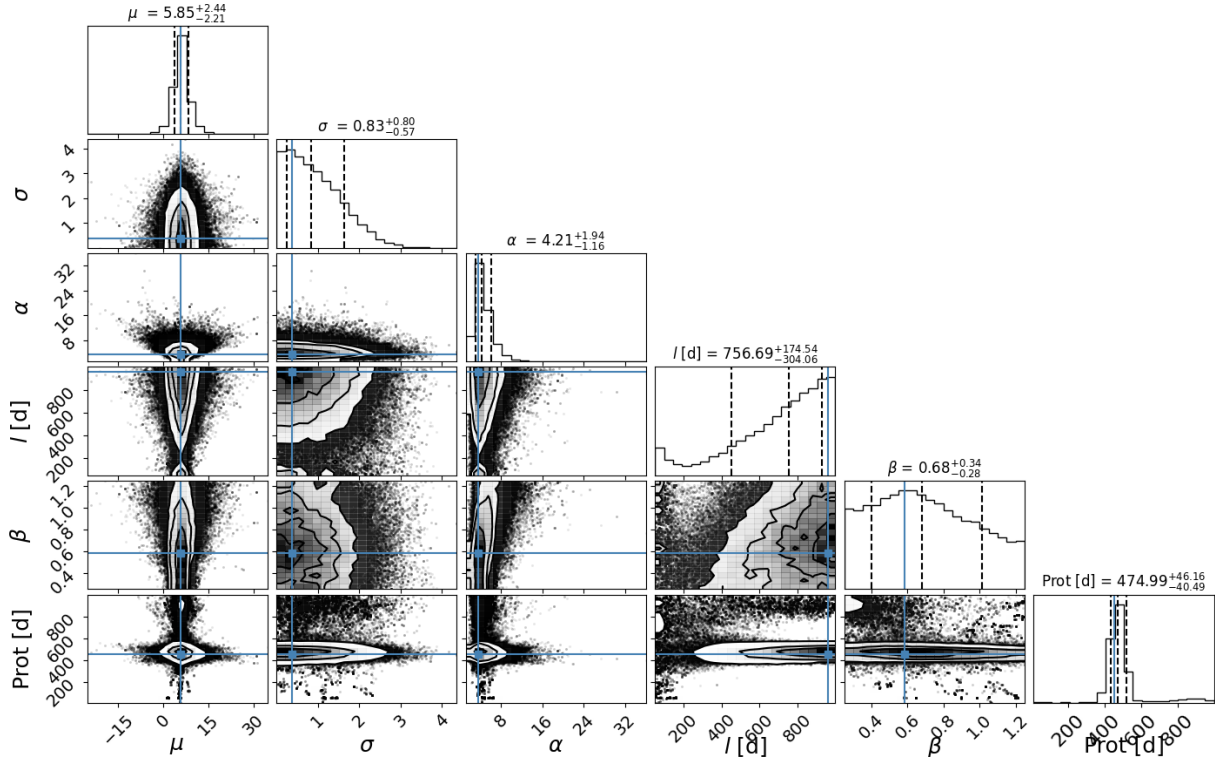 μ = 5.85+2.44 −2.21
σ = 0.83+0.80 −0.57
α = 4.21+1.94 −1.16
l [d] = 756.69+174.54 −304.06
β = 0.68+0.34 −0.28
Prot [d] = 474.99+46.16 −40.49
σ
4
3
2
1
α
32
24
16
8
l [d]
800
600
400
200
β
1.2
1.0
0.8
0.6
0.4
Prot [d]
800
600
400
200
−15 0 15 30
1 2 3 4
8 16 24 32
200 400 600 800
0.4 0.6 0.8 1.0 1.2
200 400 600 800
μ σ α l [d] β Prot [d]